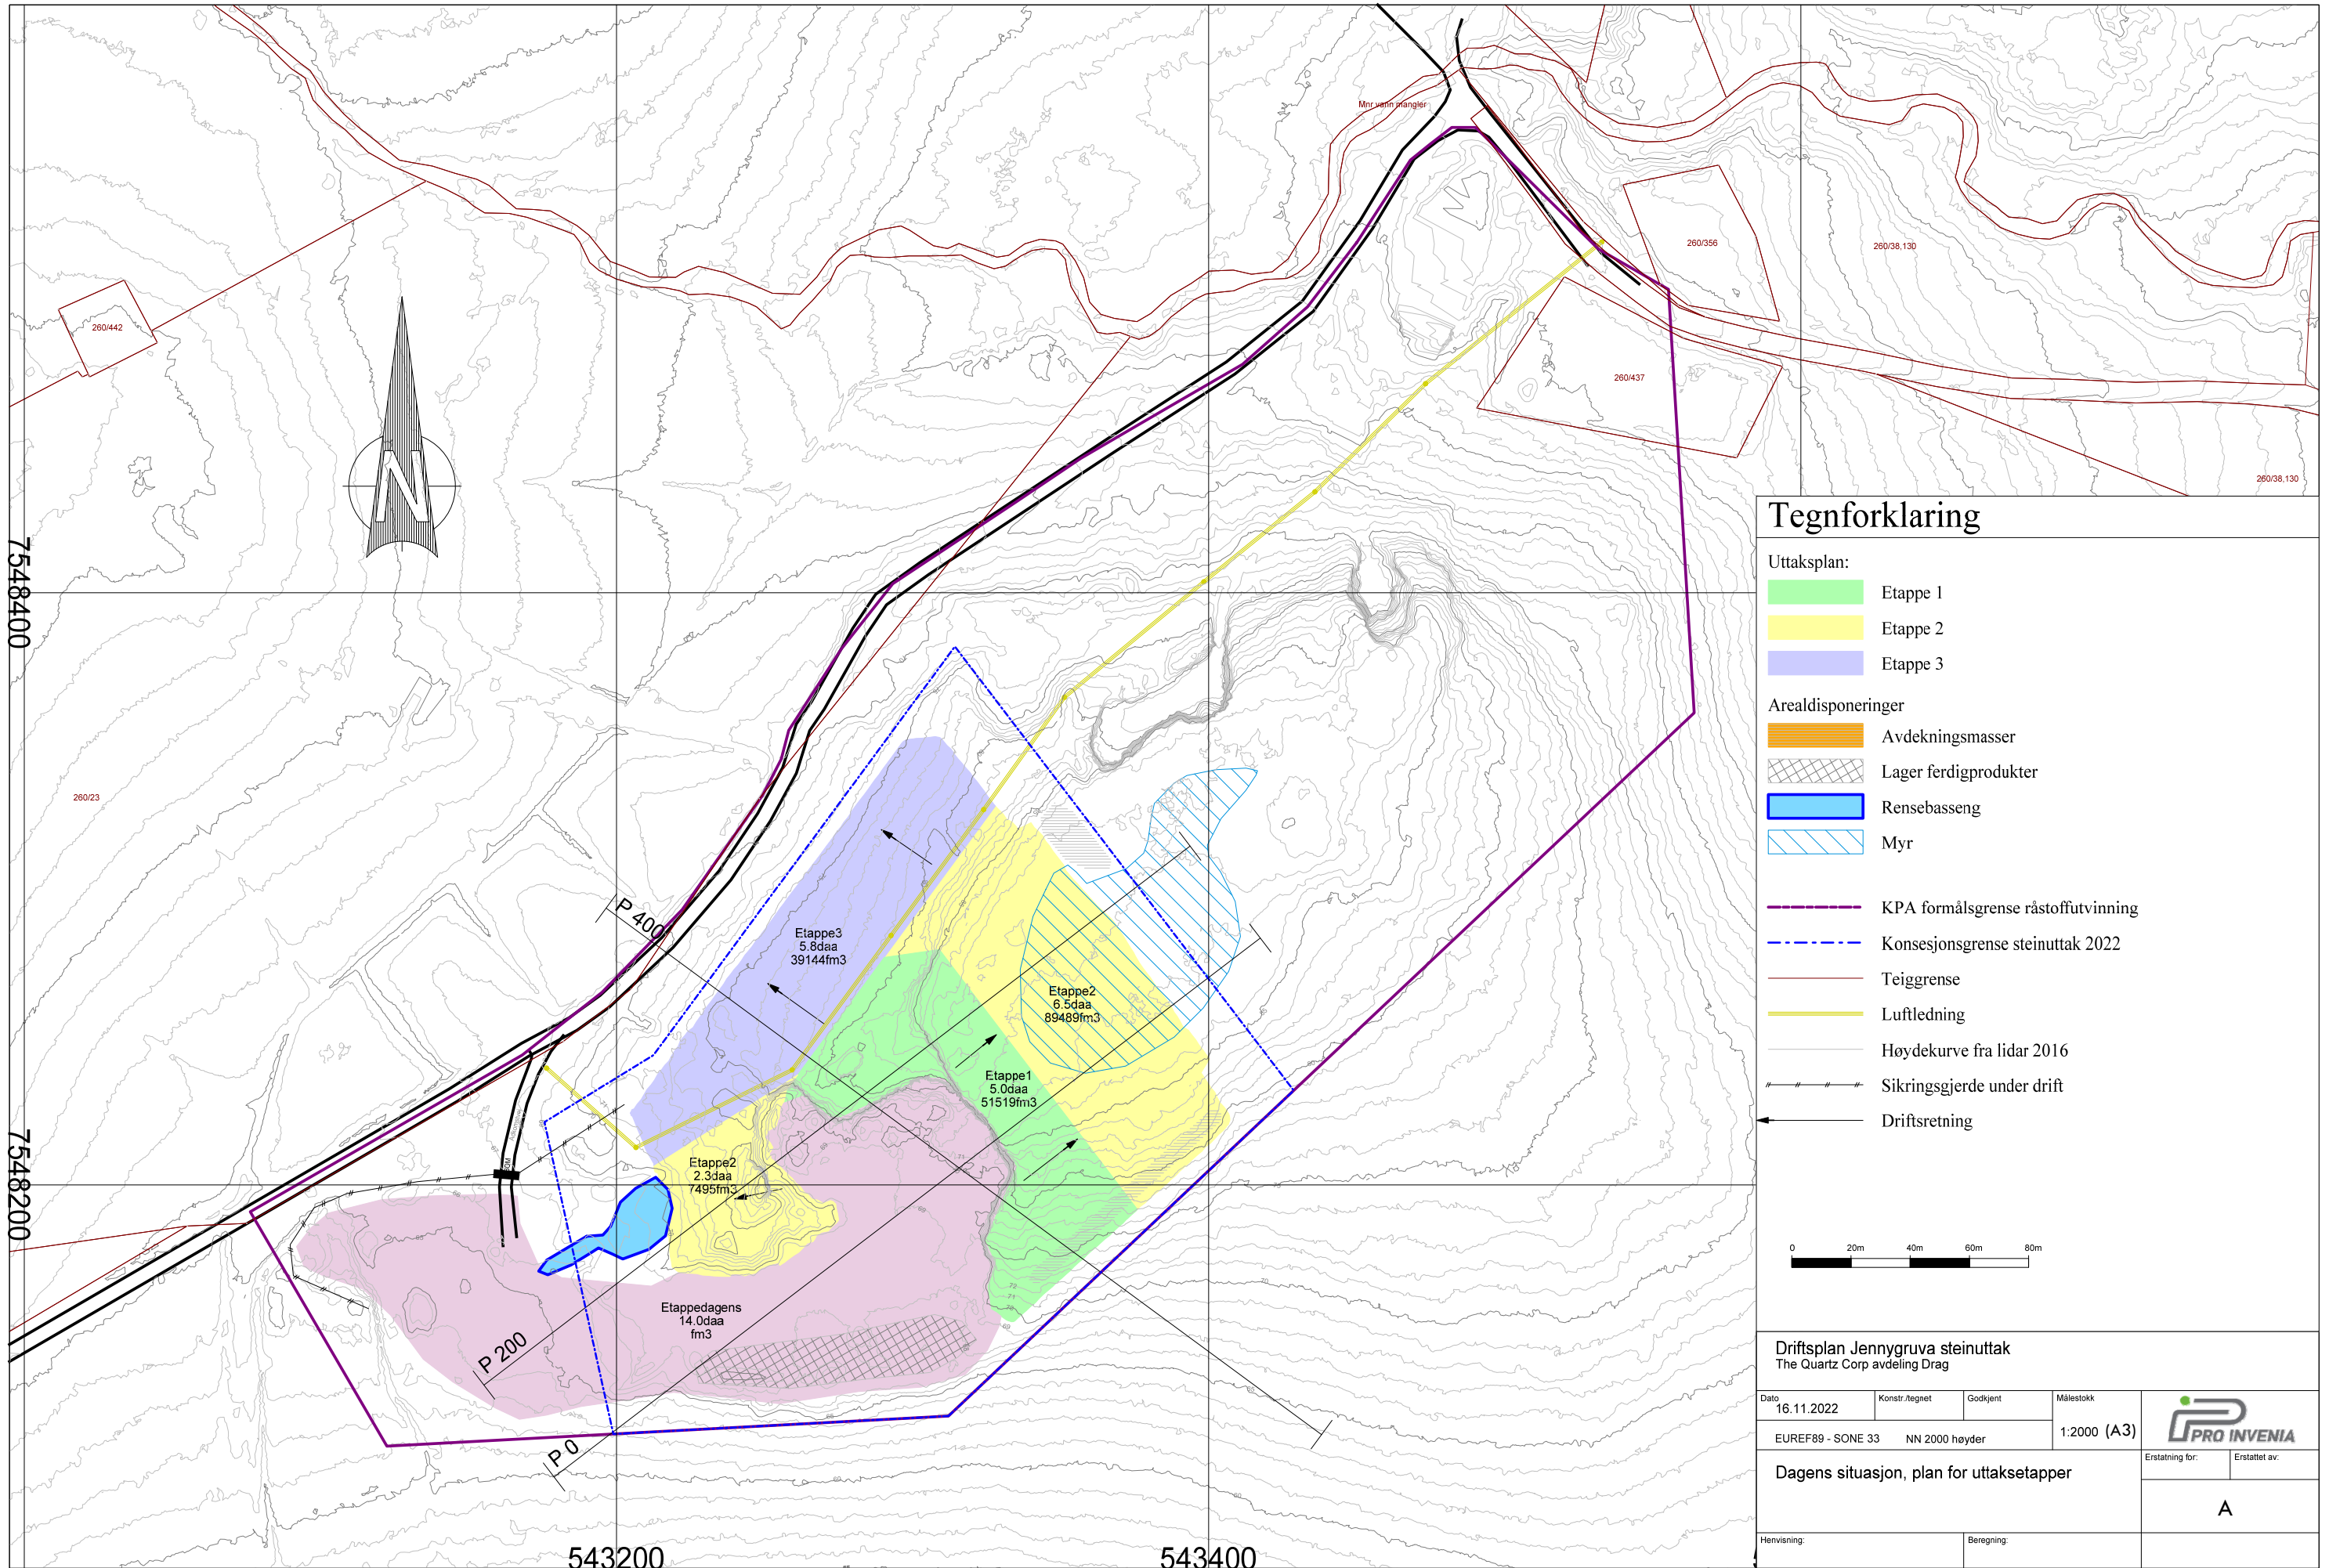 Mnr vann mangler
260/356
260/38,130
260/442
260/437
260/38,130
260/23
N
7548400
7548200
543200
543400
P 400
P 200
P 0
Etappe3
5.8daa
39144fm3
Etappe2
6.5daa
89489fm3
Etappe1
5.0daa
51519fm3
Etappe2
2.3daa
7495fm3
Etappedagens
14.0daa
fm3
Tegnforklaring
Uttaksplan:
Etappe 1
Etappe 2
Etappe 3
Arealdisponeringer
Avdekningsmasser
Lager ferdigprodukter
Rensebasseng
Myr
KPA formålsgrense råstoffutvinning
Konsesjonsgrense steinuttak 2022
Teiggrense
Luftledning
Høydekurve fra lidar 2016
Sikringsgjerde under drift
Driftsretning
0 20m 40m 60m 80m
Driftsplan Jennygruva steinuttak
The Quartz Corp avdeling Drag
Dato
16.11.2022
Konstr./tegnet
Godkjent
Målestokk
1:2000 (A3)
EUREF89 - SONE 33 NN 2000 høyder
PRO INVENIA
Dagens situasjon, plan for uttaksetapper
Erstatning for:
Erstattet av:
A
Henvisning:
Beregning: